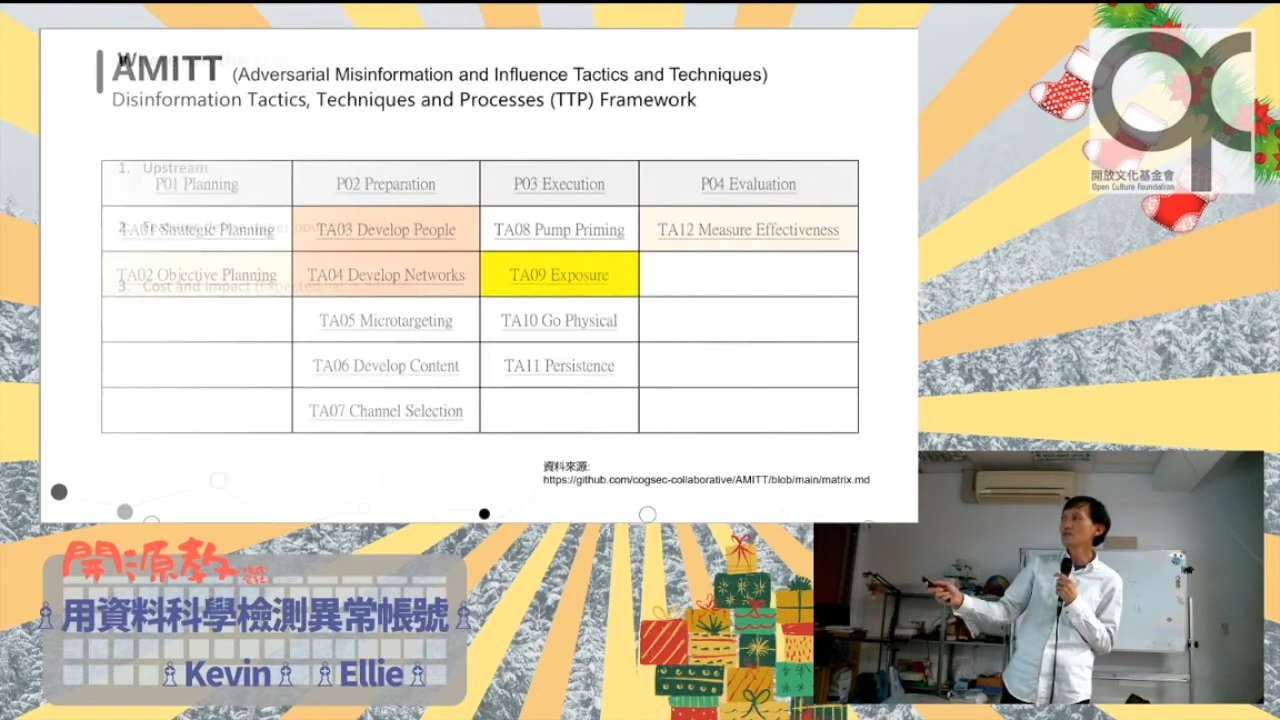 AMITT (Adversarial Misinformation and Influence Tactics and Techniques)
Disinformation Tactics, Techniques and Processes (TTP) Framework
1. Upstream
P01 Planning
P02 Preparation
P03 Execution
P04 Evaluation
TA01 Strategic Planning
TA03 Develop People
TA08 Pump Priming
TA12 Measure Effectiveness
2.
TA02 Objective Planning
TA04 Develop Networks
TA09 Exposure
3. Cost and Impact
TA05 Microtargeting
TA10 Go Physical
TA06 Develop Content
TA11 Persistence
TA07 Channel Selection
資料來源:
https://github.com/cogsec-collaborative/AMITT/blob/main/matrix.md
開放文化基金會
Open Culture Foundation
開源教
用資料科學檢測異常帳號
Kevin Ellie